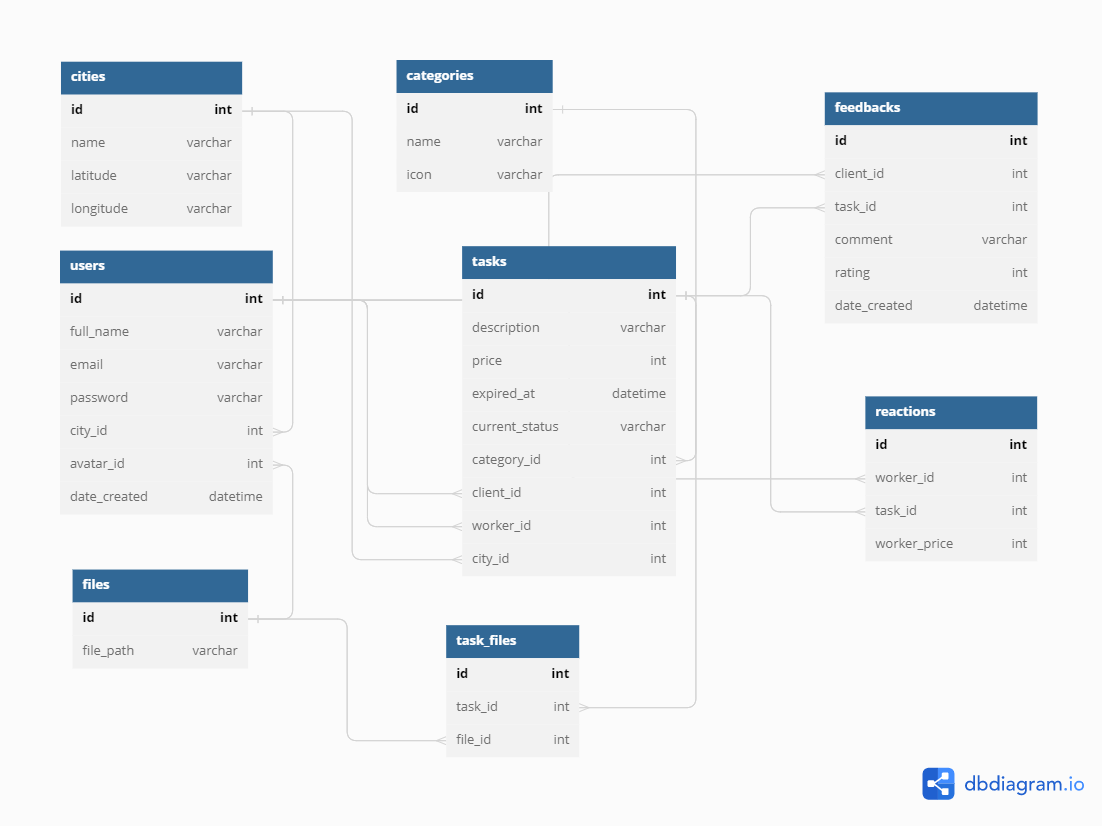 cities
id int
name varchar
latitude varchar
longitude varchar
categories
id int
name varchar
icon varchar
feedbacks
id int
client_id int
task_id int
comment varchar
rating int
date_created datetime
users
id int
full_name varchar
email varchar
password varchar
city_id int
avatar_id int
date_created datetime
tasks
id int
description varchar
price int
expired_at datetime
current_status varchar
category_id int
client_id int
worker_id int
city_id int
reactions
id int
worker_id int
task_id int
worker_price int
files
id int
file_path varchar
task_files
id int
task_id int
file_id int
dbdiagram.io